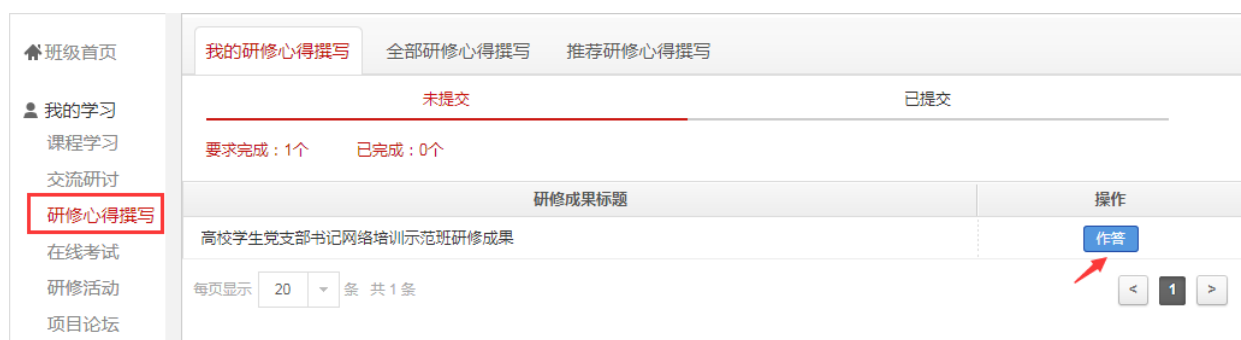 班级首页
我的学习
课程学习
交流研讨
研修心得撰写
在线考试
研修活动
项目论坛
我的研修心得撰写 全部研修心得撰写 推荐研修心得撰写
未提交 已提交
要求完成：1个 已完成：0个
研修成果标题 操作
高校学生党支部书记网络培训示范班研修成果 作答
每页显示 20 条 共1条 < 1 >